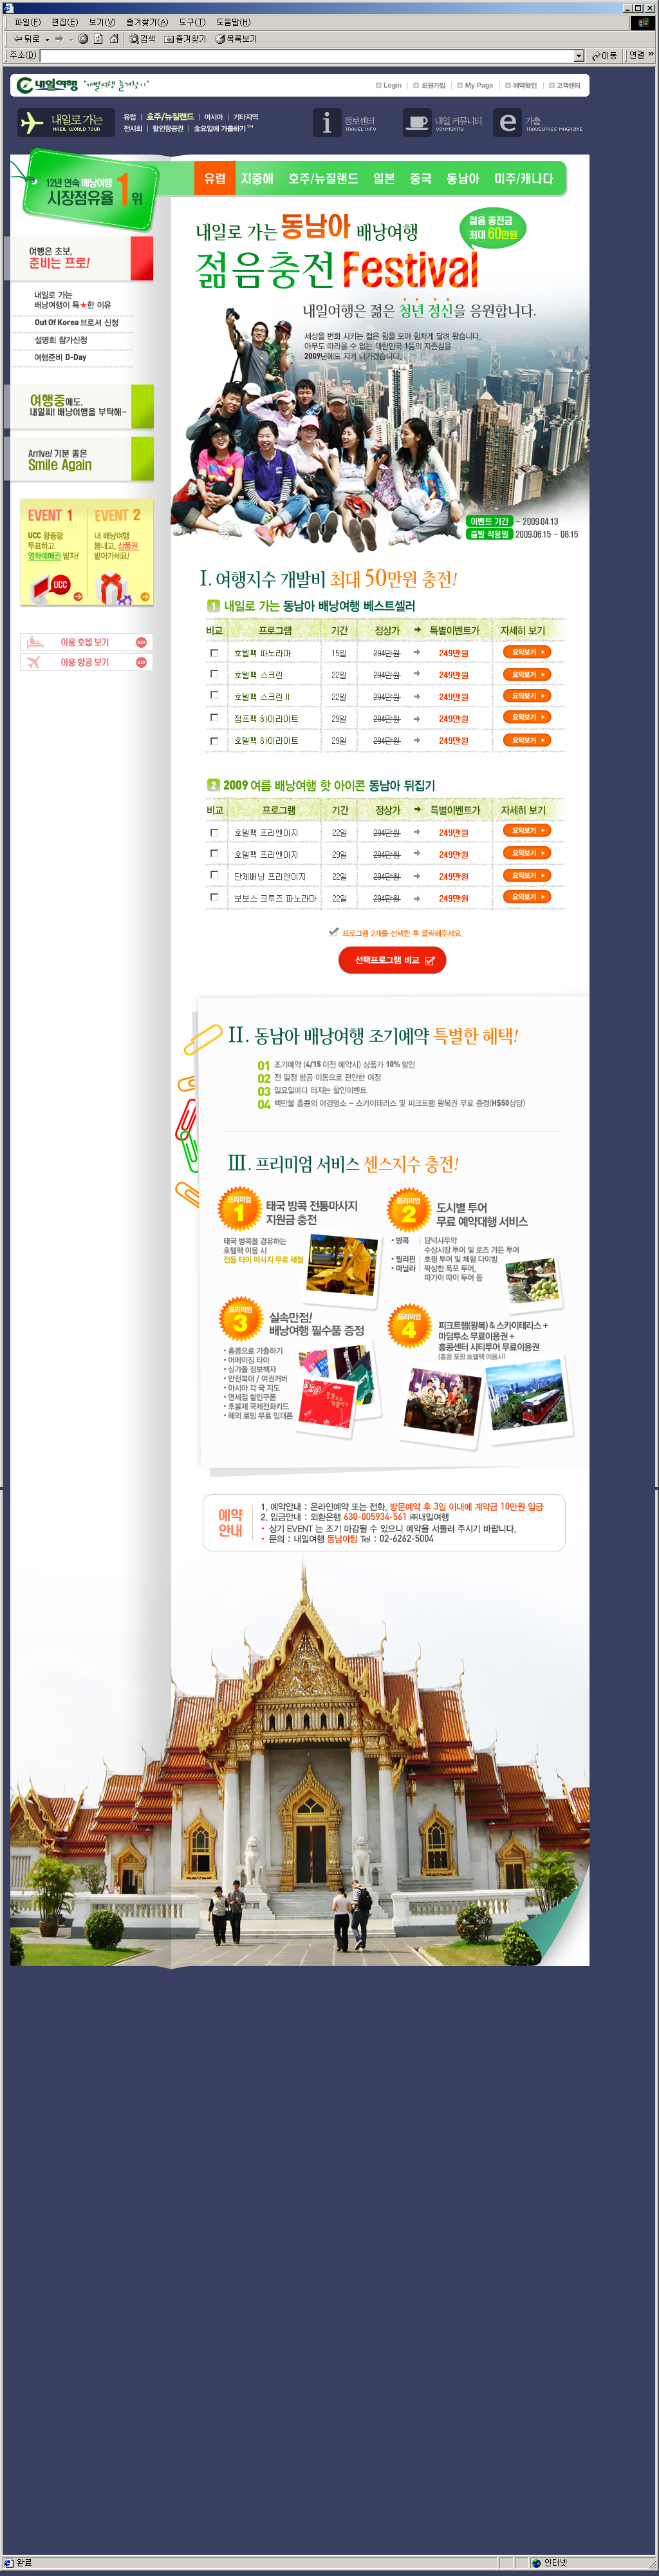 파일(F) 편집(E) 보기(V) 즐겨찾기(A) 도구(T) 도움말(H)
뒤로 검색 즐겨찾기 목록보기
주소(D) 이동 연결
내일여행
Login 회원가입 My Page 예약확인 고객센터
내일로 가는
NAEIL WORLD TOUR
유럽 호주/뉴질랜드 아시아 기타지역
전시회 할인항공권 금요일에 가출하기
정보센터
TRAVEL INFO
내일 커뮤니티
COMMUNITY
가출
TRAVELPASS MAGAZINE
12년 연속 배낭여행
시장점유율 1위
유럽 지중해 호주/뉴질랜드 일본 중국 동남아 미주/캐나다
여행은 초보,
준비는 프로!
내일로 가는
배낭여행이 특★한 이유
Out Of Korea 브로셔 신청
설명회 참가신청
여행준비 D-Day
여행중에도,
내일씨! 배낭여행을 부탁해~
Arrive! 기분 좋은
Smile Again
EVENT 1
UCC 왕중왕
투표하고
영화예매권 받자!
UCC
EVENT 2
내 배낭여행
뽐내고, 상품권
받아가세요!
이용 호텔 보기 GO
이용 항공 보기 GO
내일로 가는 동남아 배낭여행
젊음충전 Festival
젊음 충전금
최대 60만원
내일여행은 젊은 청년 정신을 응원합니다.
세상을 변화 시키는 젊은 힘을 모아 힘차게 달려 왔습니다.
아무도 따라올 수 없는 대한민국 1등의 자존심을
2009년에도 지켜 나가겠습니다.
이벤트 기간 ~ 2009.04.13
출발 적용일 2009.06.15 ~ 08.15
I. 여행지수 개발비 최대 50만원 충전!
1 내일로 가는 동남아 배낭여행 베스트셀러
비교 프로그램 기간 정상가 → 특별이벤트가 자세히 보기
호텔팩 파노라마 15일 294만원 → 249만원 요약보기
호텔팩 스크린 22일 294만원 → 249만원 요약보기
호텔팩 스크린 II 22일 294만원 → 249만원 요약보기
점프팩 하이라이트 29일 294만원 → 249만원 요약보기
호텔팩 하이라이트 29일 294만원 → 249만원 요약보기
2 2009 여름 배낭여행 핫 아이콘 동남아 뒤집기
비교 프로그램 기간 정상가 → 특별이벤트가 자세히 보기
호텔팩 프리엔이지 22일 294만원 → 249만원 요약보기
호텔팩 프리엔이지 29일 294만원 → 249만원 요약보기
단체배낭 프리엔이지 22일 294만원 → 249만원 요약보기
보보스 크루즈 파노라마 22일 294만원 → 249만원 요약보기
프로그램 2개를 선택한 후 클릭해주세요.
선택프로그램 비교
II. 동남아 배낭여행 조기예약 특별한 혜택!
01 조기예약 (4/15 이전 예약시) 상품가 10% 할인
02 전 일정 항공 이동으로 편안한 여정
03 일요일마다 터지는 할인이벤트
04 백만불 홍콩의 야경명소 - 스카이테라스 및 피크트램 왕복권 무료 증정(H$50상당)
III. 프리미엄 서비스 센스지수 충전!
프리미엄 1
태국 방콕 전통마사지
지원금 충전
태국 방콕을 경유하는
호텔팩 이용 시
전통 타이 마사지 무료 체험
프리미엄 2
도시별 투어
무료 예약대행 서비스
• 방콕 담넉사두악
수상시장 투어 및 로즈 가든 투어
• 필리핀 호핑 투어 및 체험 다이빙
• 마닐라 팍상한 폭포 투어,
따가이 따이 투어 등
프리미엄 3
실속만점!
배낭여행 필수품 증정
• 홍콩으로 가출하기
• 어메이징 타이
• 싱가폴 정보책자
• 안전복대 / 여권커버
• 아시아 각 국 지도
• 면세점 할인쿠폰
• 후불제 국제전화카드
• 해외 로밍 무료 임대폰
프리미엄 4
피크트램(왕복) & 스카이테라스 +
마담투소 무료이용권 +
홍콩센터 시티투어 무료이용권
(홍콩 포함 호텔팩 이용시)
예약안내
1. 예약안내 : 온라인예약 또는 전화, 방문예약 후 3일 이내에 계약금 10만원 입금
2. 입금안내 : 외환은행 630-005934-561 ㈜내일여행
• 상기 EVENT 는 조기 마감될 수 있으니 예약을 서둘러 주시기 바랍니다.
• 문의 : 내일여행 동남아팀 Tel : 02-6262-5004
완료 인터넷